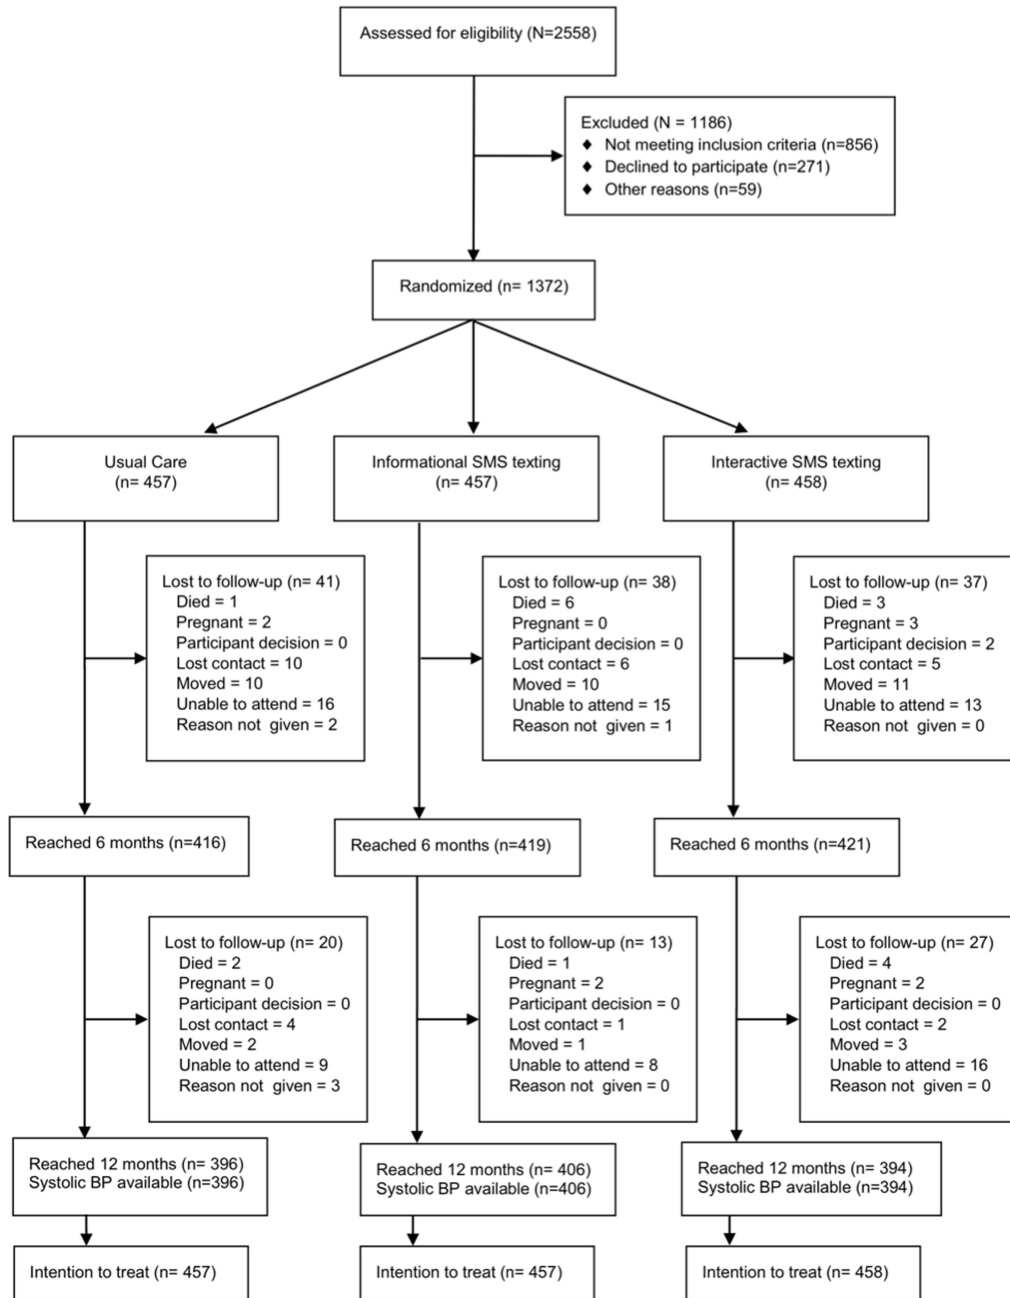 Assessed for eligibility (N=2558)
Excluded (N = 1186)
♦ Not meeting inclusion criteria (n=856)
♦ Declined to participate (n=271)
♦ Other reasons (n=59)
Randomized (n= 1372)
Usual Care
(n= 457)
Informational SMS texting
(n= 457)
Interactive SMS texting
(n= 458)
Lost to follow-up (n= 41)
Died = 1
Pregnant = 2
Participant decision = 0
Lost contact = 10
Moved = 10
Unable to attend = 16
Reason not given = 2
Lost to follow-up (n= 38)
Died = 6
Pregnant = 0
Participant decision = 0
Lost contact = 6
Moved = 10
Unable to attend = 15
Reason not given = 1
Lost to follow-up (n= 37)
Died = 3
Pregnant = 3
Participant decision = 2
Lost contact = 5
Moved = 11
Unable to attend = 13
Reason not given = 0
Reached 6 months (n=416)
Reached 6 months (n=419)
Reached 6 months (n=421)
Lost to follow-up (n= 20)
Died = 2
Pregnant = 0
Participant decision = 0
Lost contact = 4
Moved = 2
Unable to attend = 9
Reason not given = 3
Lost to follow-up (n= 13)
Died = 1
Pregnant = 2
Participant decision = 0
Lost contact = 1
Moved = 1
Unable to attend = 8
Reason not given = 0
Lost to follow-up (n= 27)
Died = 4
Pregnant = 2
Participant decision = 0
Lost contact = 2
Moved = 3
Unable to attend = 16
Reason not given = 0
Reached 12 months (n= 396)
Systolic BP available (n=396)
Reached 12 months (n= 406)
Systolic BP available (n=406)
Reached 12 months (n= 394)
Systolic BP available (n=394)
Intention to treat (n= 457)
Intention to treat (n= 457)
Intention to treat (n= 458)